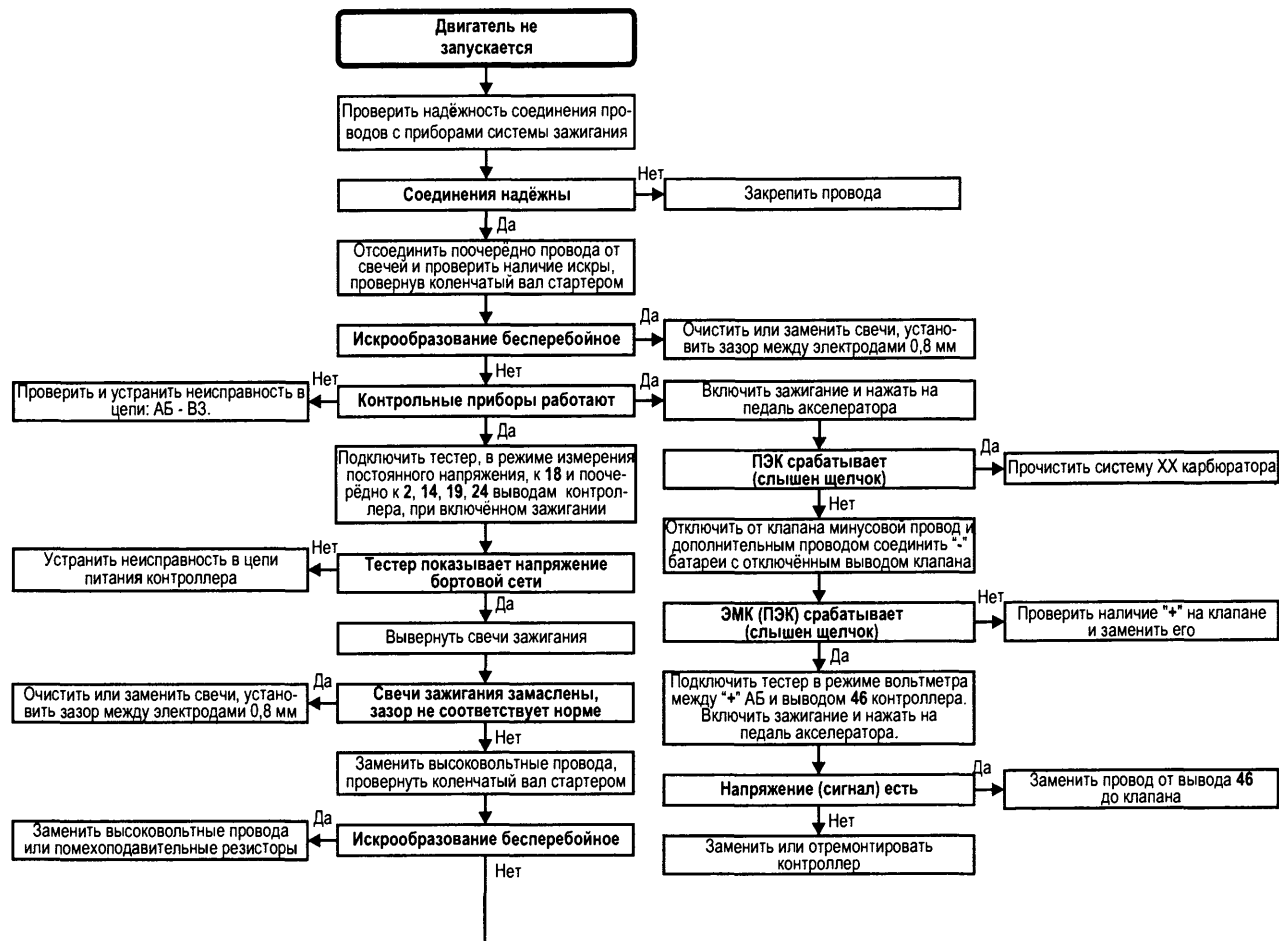 Двигатель не
запускается
Проверить надёжность соединения про-
водов с приборами системы зажигания
Соединения надёжны
Нет
Закрепить провода
Да
Отсоединить поочерёдно провода от
свечей и проверить наличие искры,
провернув коленчатый вал стартером
Искрообразование бесперебойное
Да
Очистить или заменить свечи, устано-
вить зазор между электродами 0,8 мм
Нет
Контрольные приборы работают
Нет
Проверить и устранить неисправность в
цепи: АБ - ВЗ.
Да
Включить зажигание и нажать на
педаль акселератора
Да
Подключить тестер, в режиме измерения
постоянного напряжения, к 18 и пооче-
рёдно к 2, 14, 19, 24 выводам контрол-
лера, при включённом зажигании
ПЭК срабатывает
(слышен щелчок)
Да
Прочистить систему ХХ карбюратора
Нет
Отключить от клапана минусовой провод и
дополнительным проводом соединить "-"
батареи с отключённым выводом клапана
Тестер показывает напряжение
бортовой сети
Нет
Устранить неисправность в цепи
питания контроллера
Да
Вывернуть свечи зажигания
ЭМК (ПЭК) срабатывает
(слышен щелчок)
Нет
Проверить наличие "+" на клапане
и заменить его
Да
Подключить тестер в режиме вольтметра
между "+" АБ и выводом 46 контроллера.
Включить зажигание и нажать на
педаль акселератора.
Свечи зажигания замаслены,
зазор не соответствует норме
Да
Очистить или заменить свечи, устано-
вить зазор между электродами 0,8 мм
Нет
Заменить высоковольтные провода,
провернуть коленчатый вал стартером
Напряжение (сигнал) есть
Да
Заменить провод от вывода 46
до клапана
Нет
Заменить или отремонтировать
контроллер
Искрообразование бесперебойное
Да
Заменить высоковольтные провода
или помехоподавительные резисторы
Нет